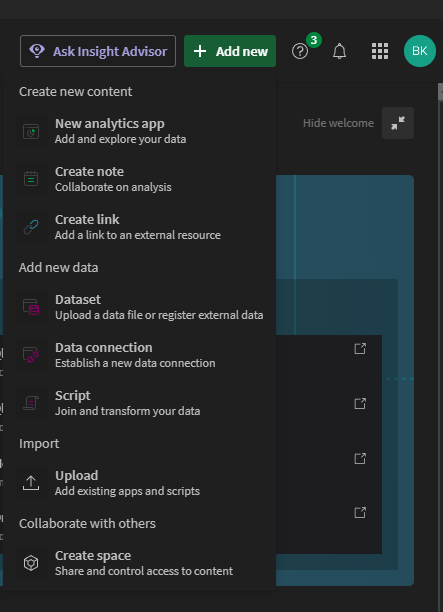 Ask Insight Advisor
Add new
3
BK
Create new content
Hide welcome
New analytics app
Add and explore your data
Create note
Collaborate on analysis
Create link
Add a link to an external resource
Add new data
Dataset
Upload a data file or register external data
Data connection
Establish a new data connection
Script
Join and transform your data
Import
Upload
Add existing apps and scripts
Collaborate with others
Create space
Share and control access to content